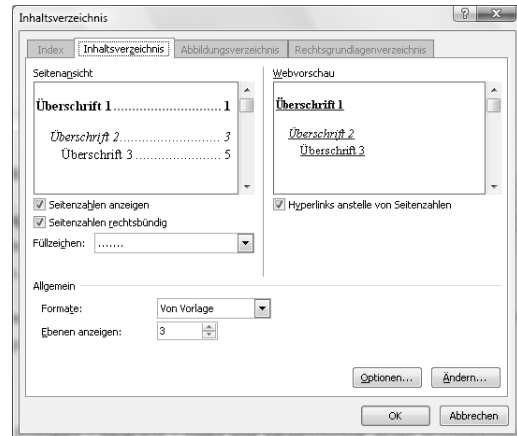 Inhaltsverzeichnis
Index Inhaltsverzeichnis Abbildungsverzeichnis Rechtsgrundlagenverzeichnis
Seitenansicht
Überschrift 1........................... 1
Überschrift 2......................... 3
Überschrift 3...................... 5
Seitenzahlen anzeigen
Seitenzahlen rechtsbündig
Füllzeichen: .......
Webvorschau
Überschrift 1
Überschrift 2
Überschrift 3
Hyperlinks anstelle von Seitenzahlen
Allgemein
Formate: Von Vorlage
Ebenen anzeigen: 3
Optionen... Ändern...
OK Abbrechen